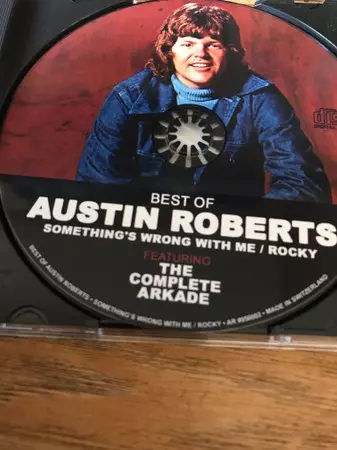 BEST OF
AUSTIN ROBERTS
SOMETHING'S WRONG WITH ME / ROCKY
FEATURING
THE
COMPLETE
ARKADE
BEST OF AUSTIN ROBERTS - SOMETHING'S WRONG WITH ME / ROCKY • AR #956662 • MADE IN SWITZERLAND